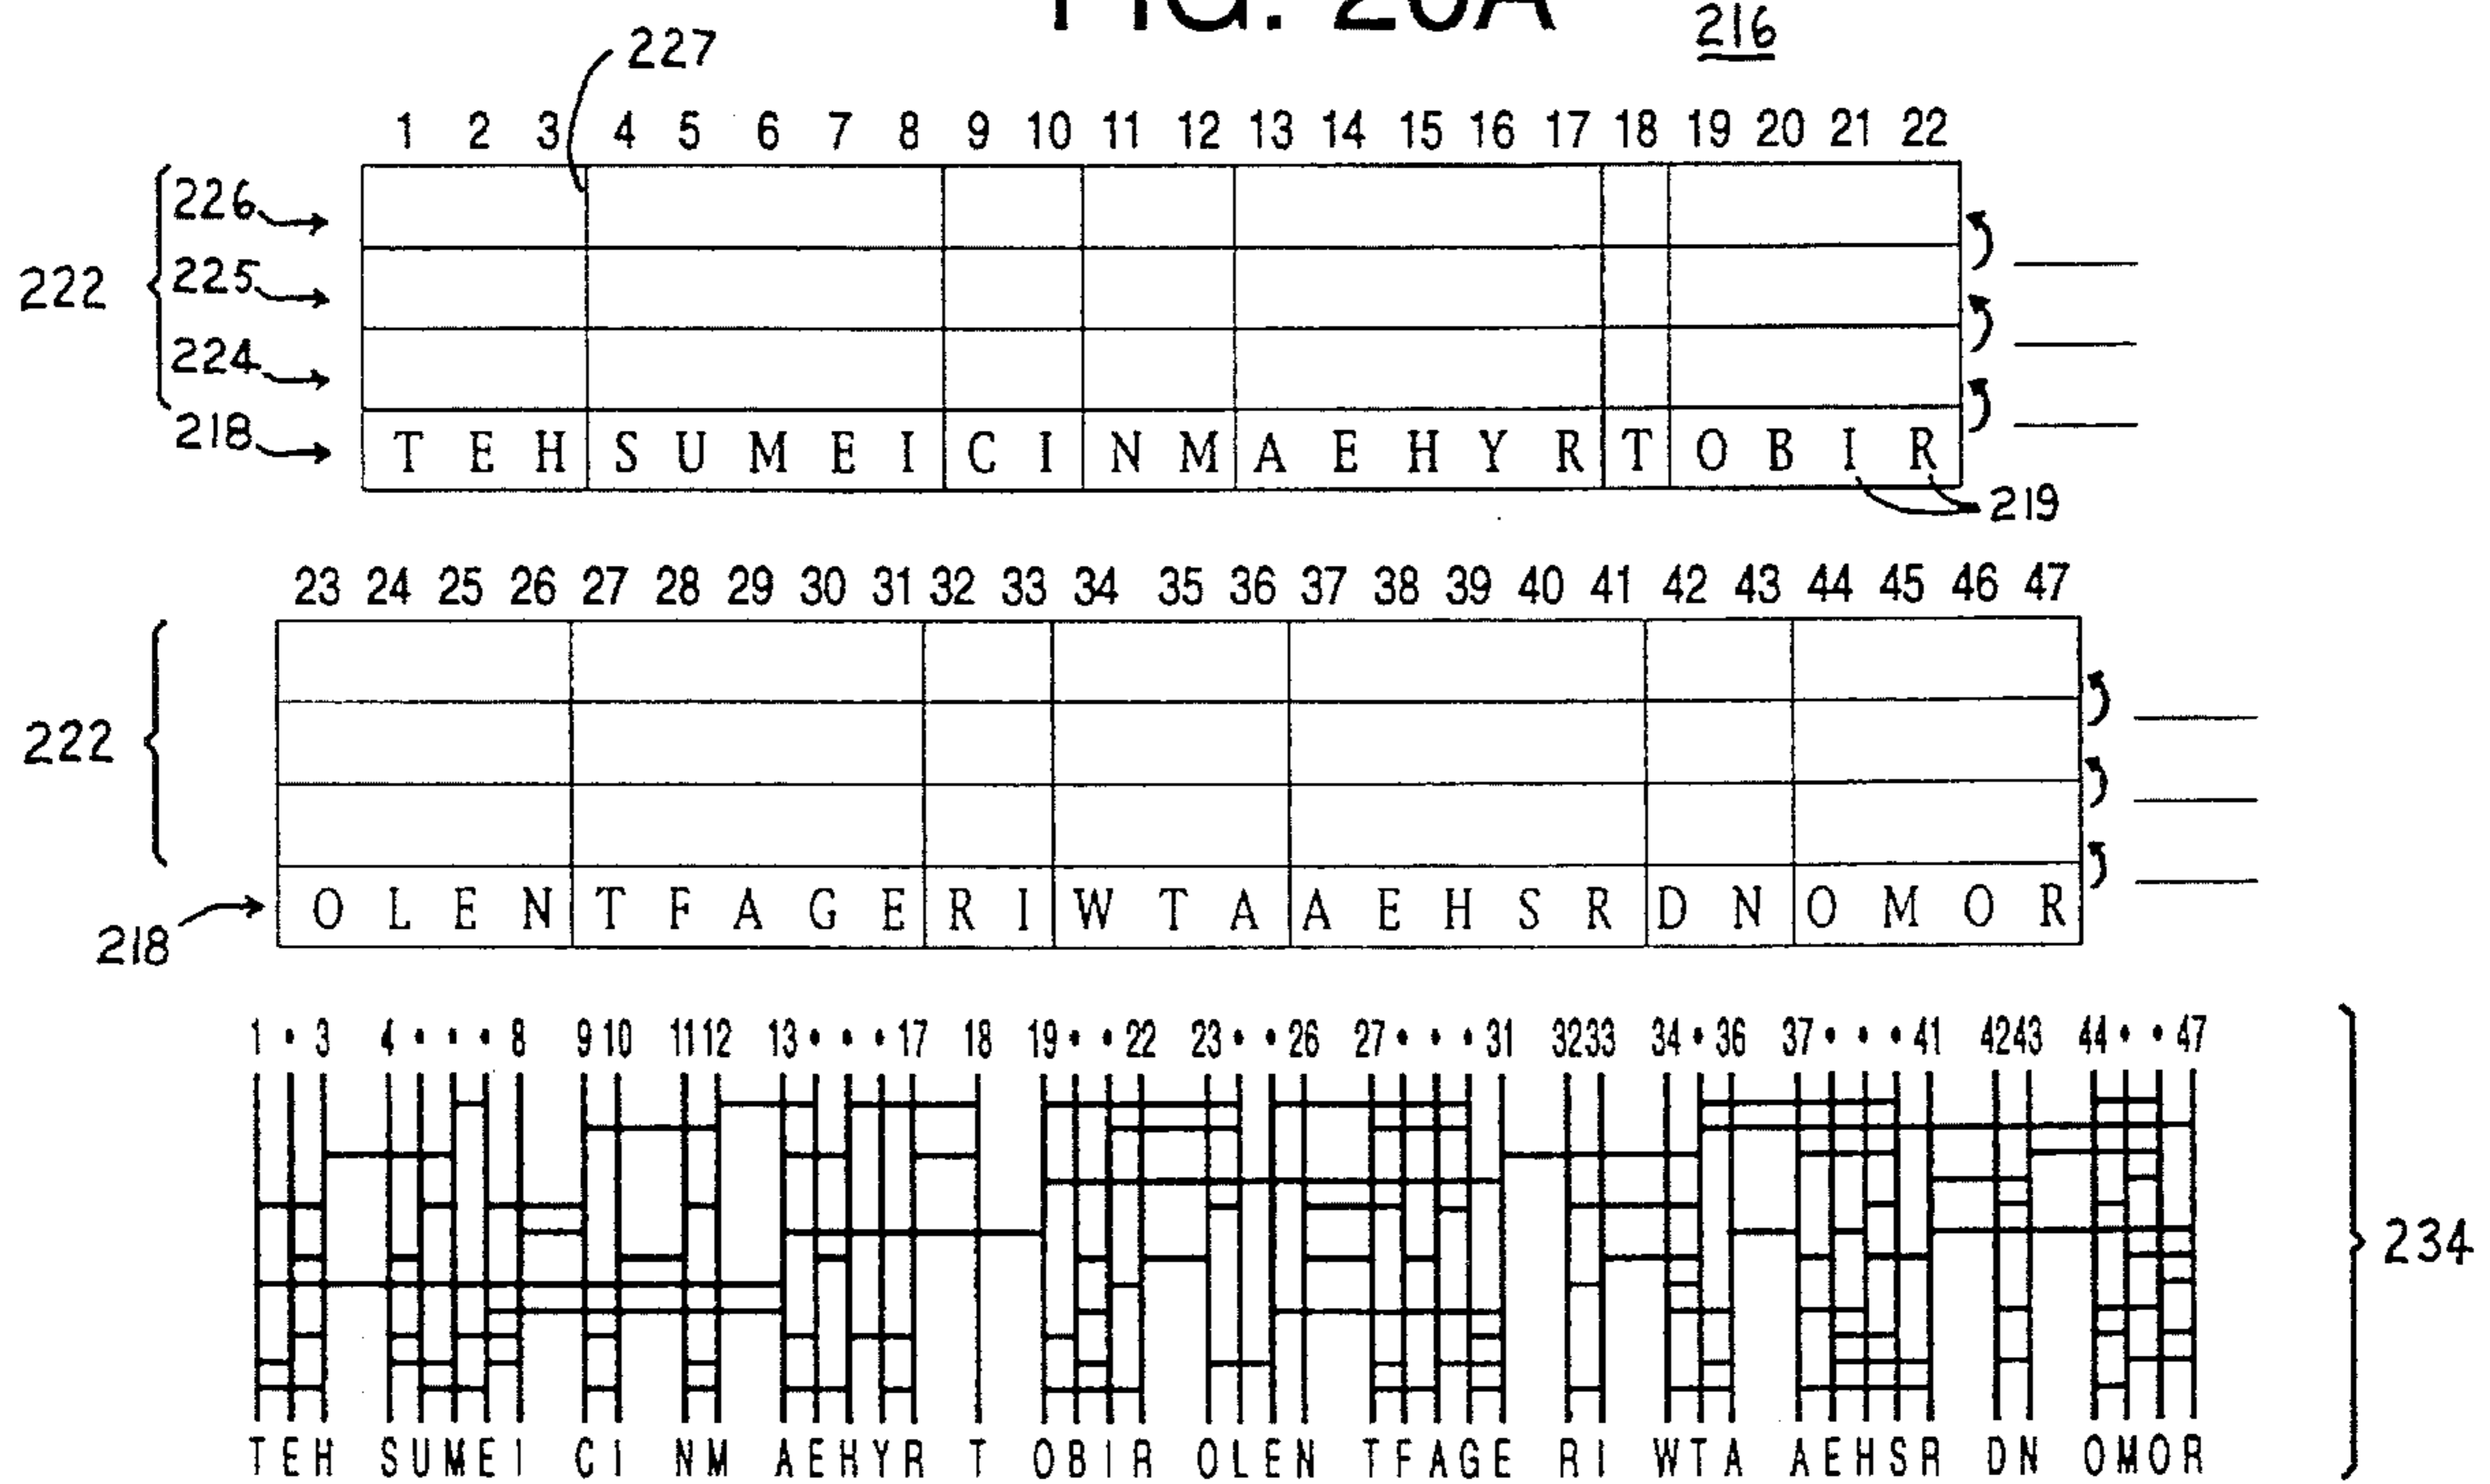 FIG. 20A
216
227
1 2 3 4 5 6 7 8 9 10 11 12 13 14 15 16 17 18 19 20 21 22
226
225
222
224
218 T E H S U M E I C I N M A E H Y R T O B I R
219
23 24 25 26 27 28 29 30 31 32 33 34 35 36 37 38 39 40 41 42 43 44 45 46 47
222
O L E N T F A G E R I W T A A E H S R D N O M O R
218
1 • 3 4 • • • 8 9 10 11 12 13 • • • 17 18 19 • • 22 23 • • 26 27 • • • 31 32 33 34 • 36 37 • • • 41 42 43 44 • • 47
234
T E H S U M E I C I N M A E H Y R T O B I R O L E N T F A G E R I W T A A E H S R D N O M O R